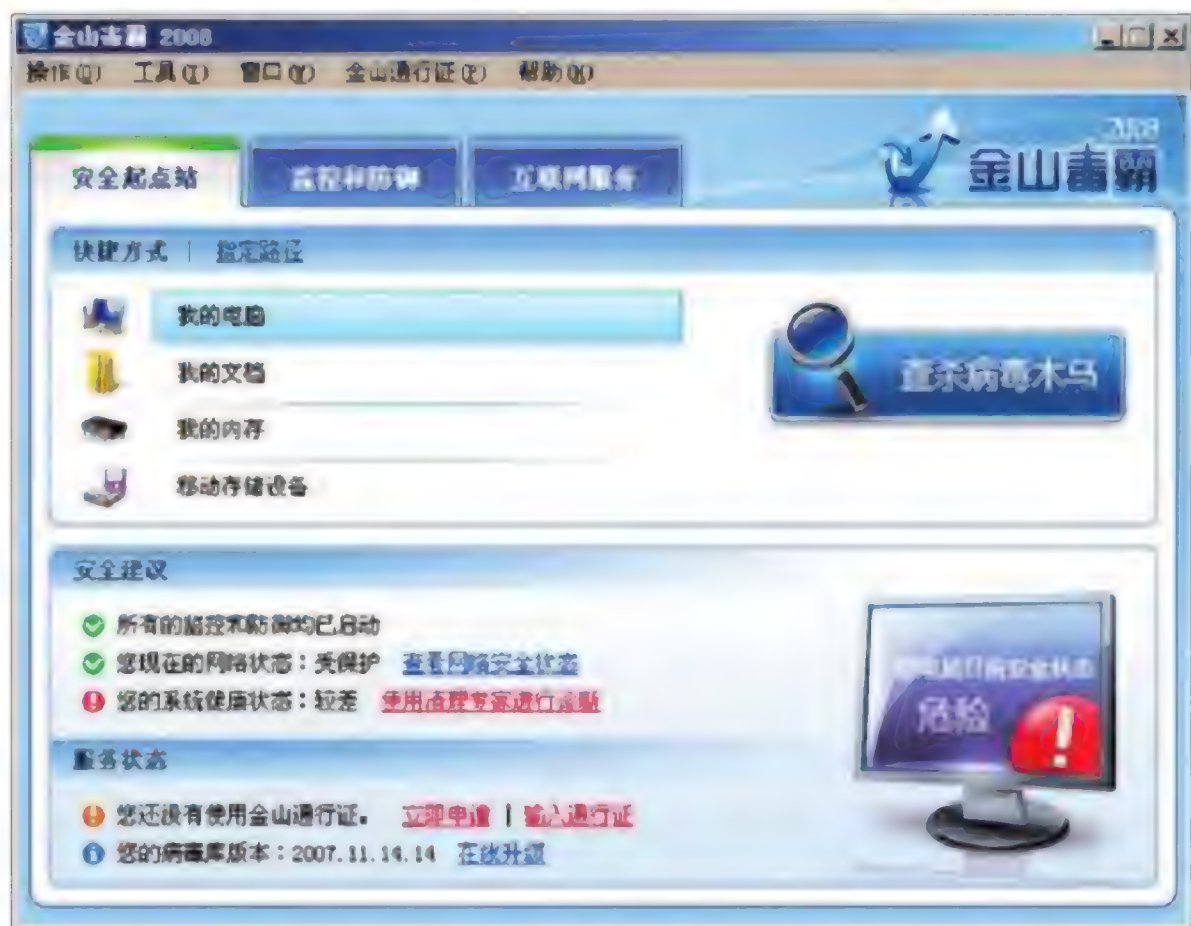 金山毒霸 2008
操作(Q) 工具(T) 窗口(W) 金山通行证(P) 帮助(H)
2008
金山毒霸
安全起点站 监控和防御 互联网服务
快捷方式 | 指定路径
我的电脑
我的文档
我的内存
移动存储设备
查杀病毒木马
安全建议
所有的监控和防御均已启动
您现在的网络状态：受保护 查看网络安全状态
您的系统健康状态：较差 使用清理专家进行清理
危险
服务状态
您还没有使用金山通行证。 立即申请 | 输入通行证
您的病毒库版本：2007.11.14.14 在线升级